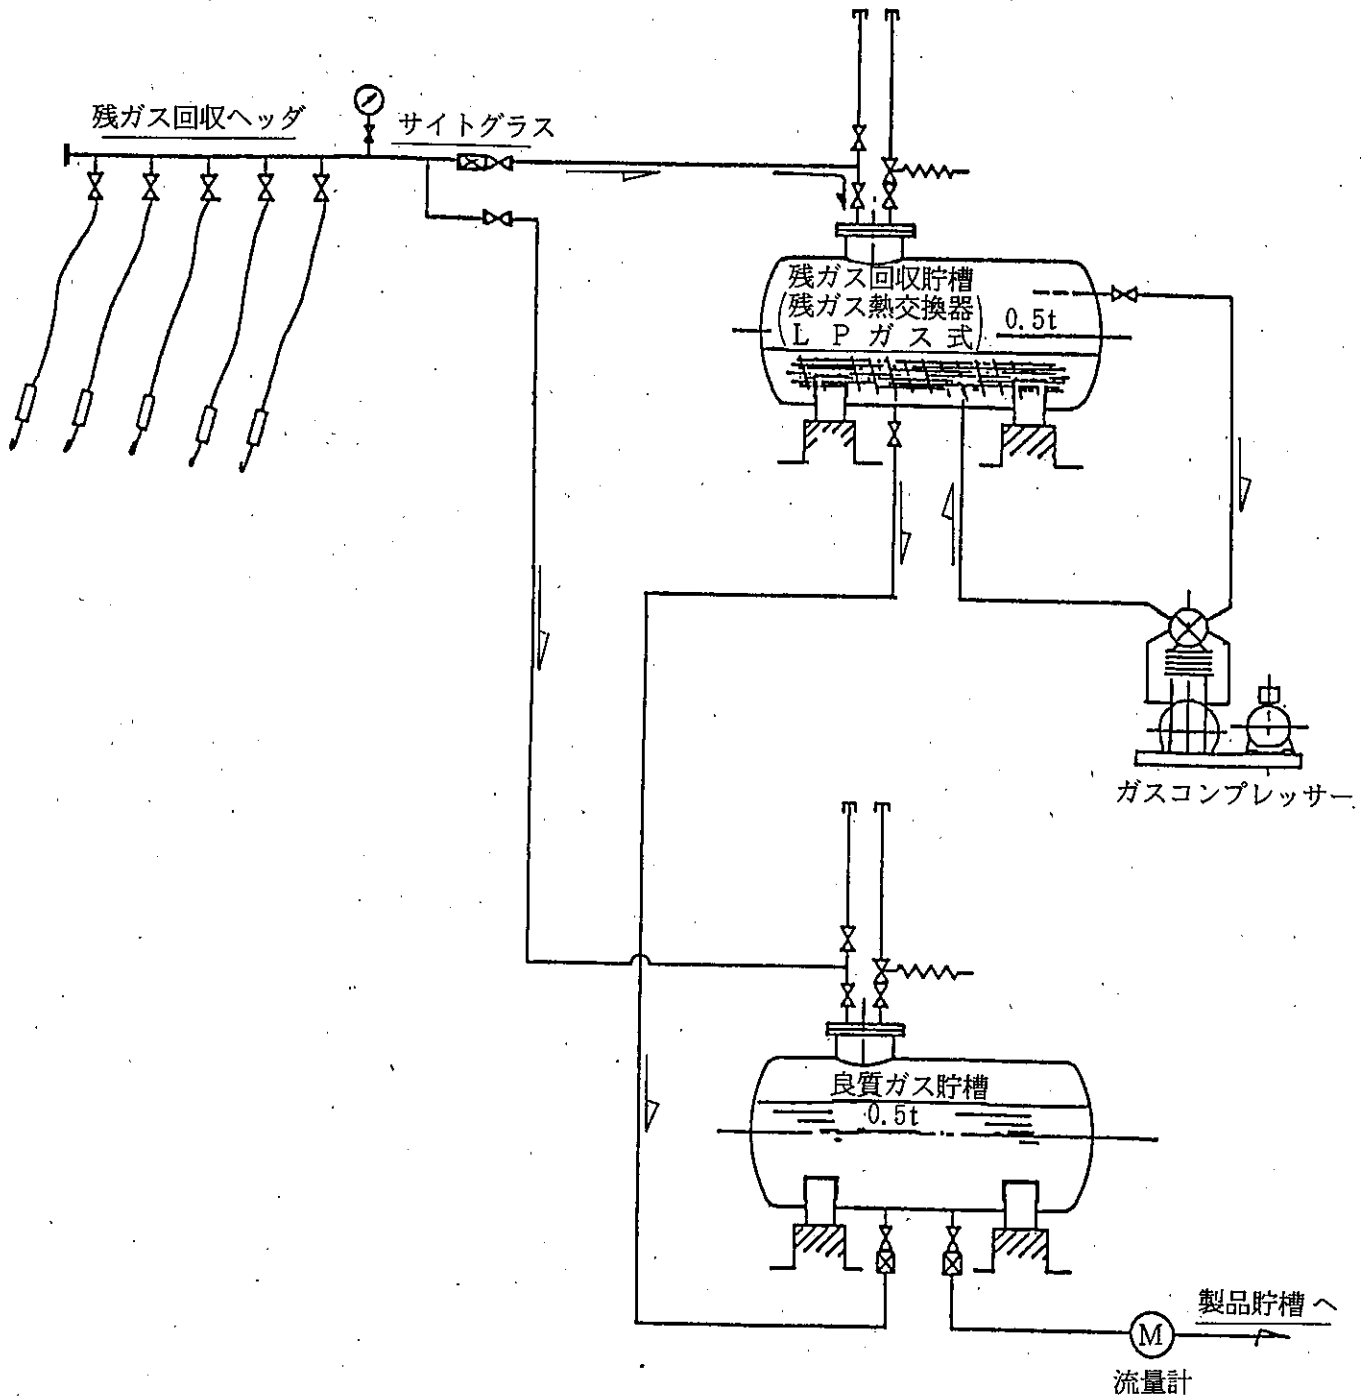 残ガス回収ヘッダ
サイトグラス
残ガス回収貯槽
(残ガス熱交換器
LPガス式)
0.5t
ガスコンプレッサー
良質ガス貯槽
0.5t
製品貯槽へ
M
流量計